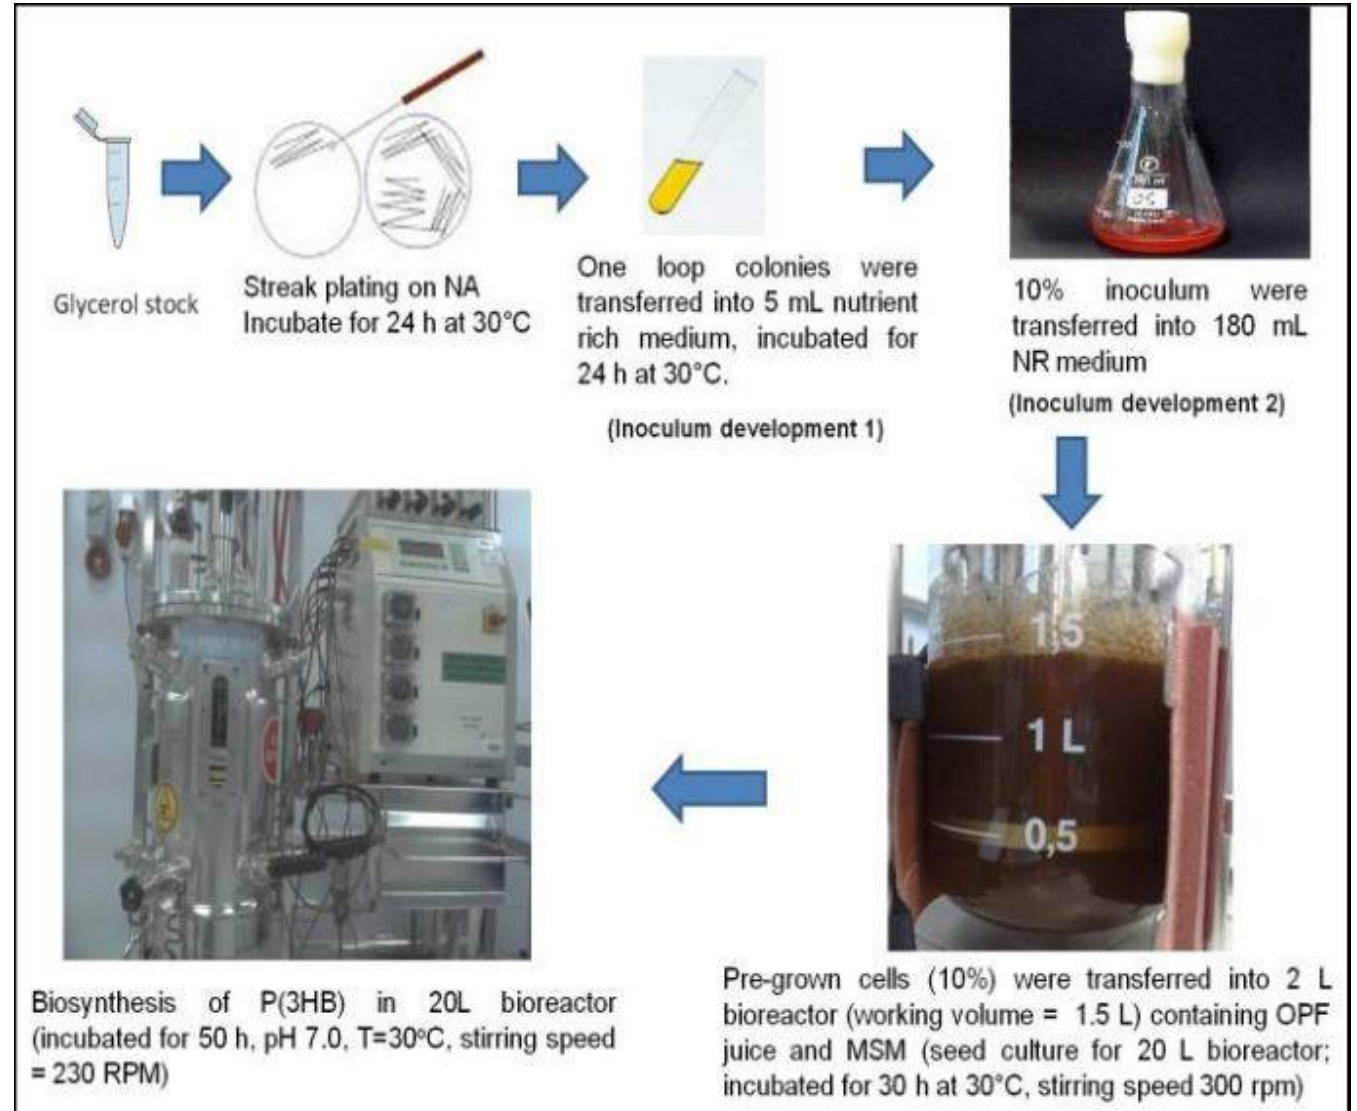 Glycerol stock
Streak plating on NA
Incubate for 24 h at 30°C
One loop colonies were
transferred into 5 mL nutrient
rich medium, incubated for
24 h at 30°C.
(Inoculum development 1)
10% inoculum were
transferred into 180 mL
NR medium
(Inoculum development 2)
1,5
1 L
0,5
Pre-grown cells (10%) were transferred into 2 L
bioreactor (working volume = 1.5 L) containing OPF
juice and MSM (seed culture for 20 L bioreactor;
incubated for 30 h at 30°C, stirring speed 300 rpm)
Biosynthesis of P(3HB) in 20L bioreactor
(incubated for 50 h, pH 7.0, T=30°C, stirring speed
= 230 RPM)